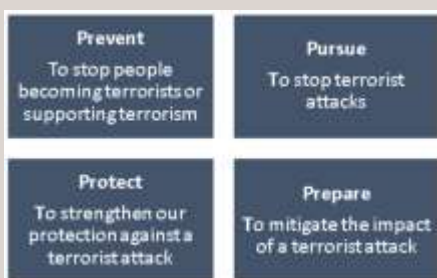 Prevent
To stop people
becoming terrorists or
supporting terrorism
Pursue
To stop terrorist
attacks
Protect
To strengthen our
protection against a
terrorist attack
Prepare
To mitigate the impact
of a terrorist attack